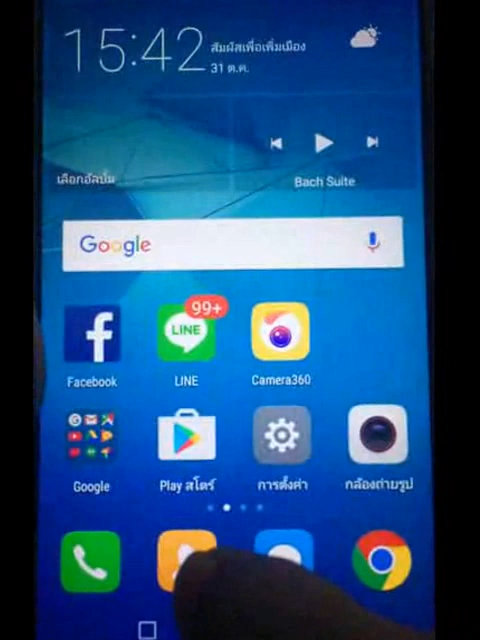 15:42
สัมผัสเพื่อเพิ่มเมือง
31 ต.ค.
เลือกอัลบั้ม
Bach Suite
Google
99+
LINE
Facebook
LINE
Camera360
Google
Play สโตร์
การตั้งค่า
กล้องถ่ายรูป